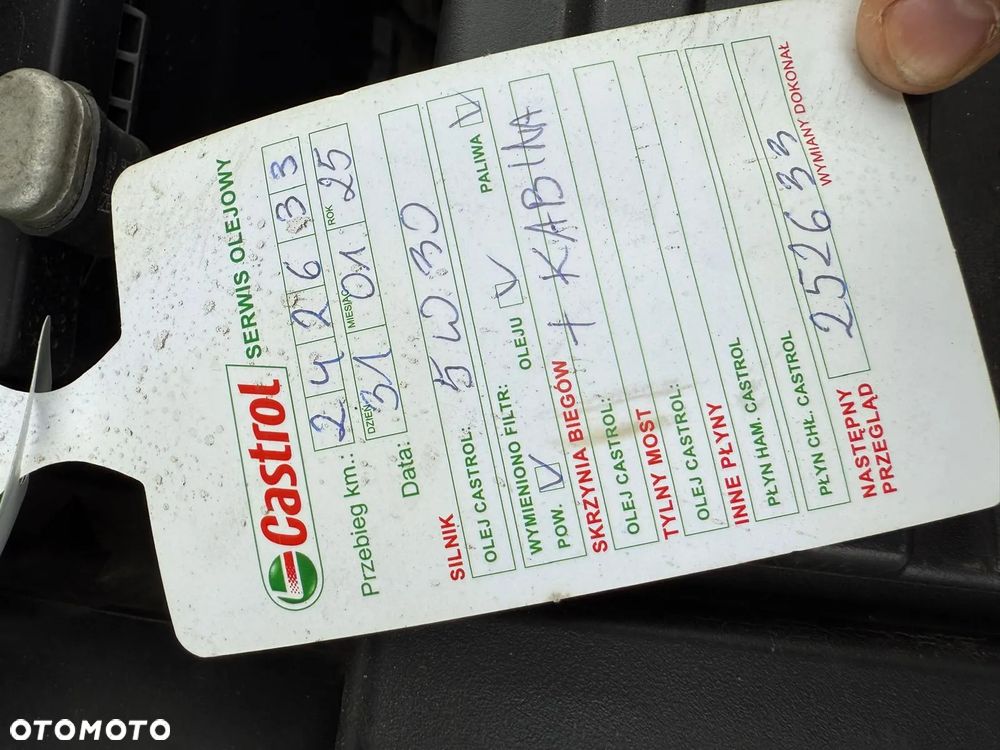 Castrol SERWIS OLEJOWY
Przebieg km.: 242633
DZIEŃ MIESIĄC ROK
Data: 31 01 25
SILNIK
OLEJ CASTROL: 5W30
WYMIENIONO FILTR:
POW. V OLEJU V PALIWA V
+ KABINA
SKRZYNIA BIEGÓW
OLEJ CASTROL:
TYLNY MOST
OLEJ CASTROL:
INNE PŁYNY
PŁYN HAM. CASTROL
PŁYN CHŁ. CASTROL
NASTĘPNY
PRZEGLĄD 252633
WYMIANY DOKONAŁ
OTOMOTO